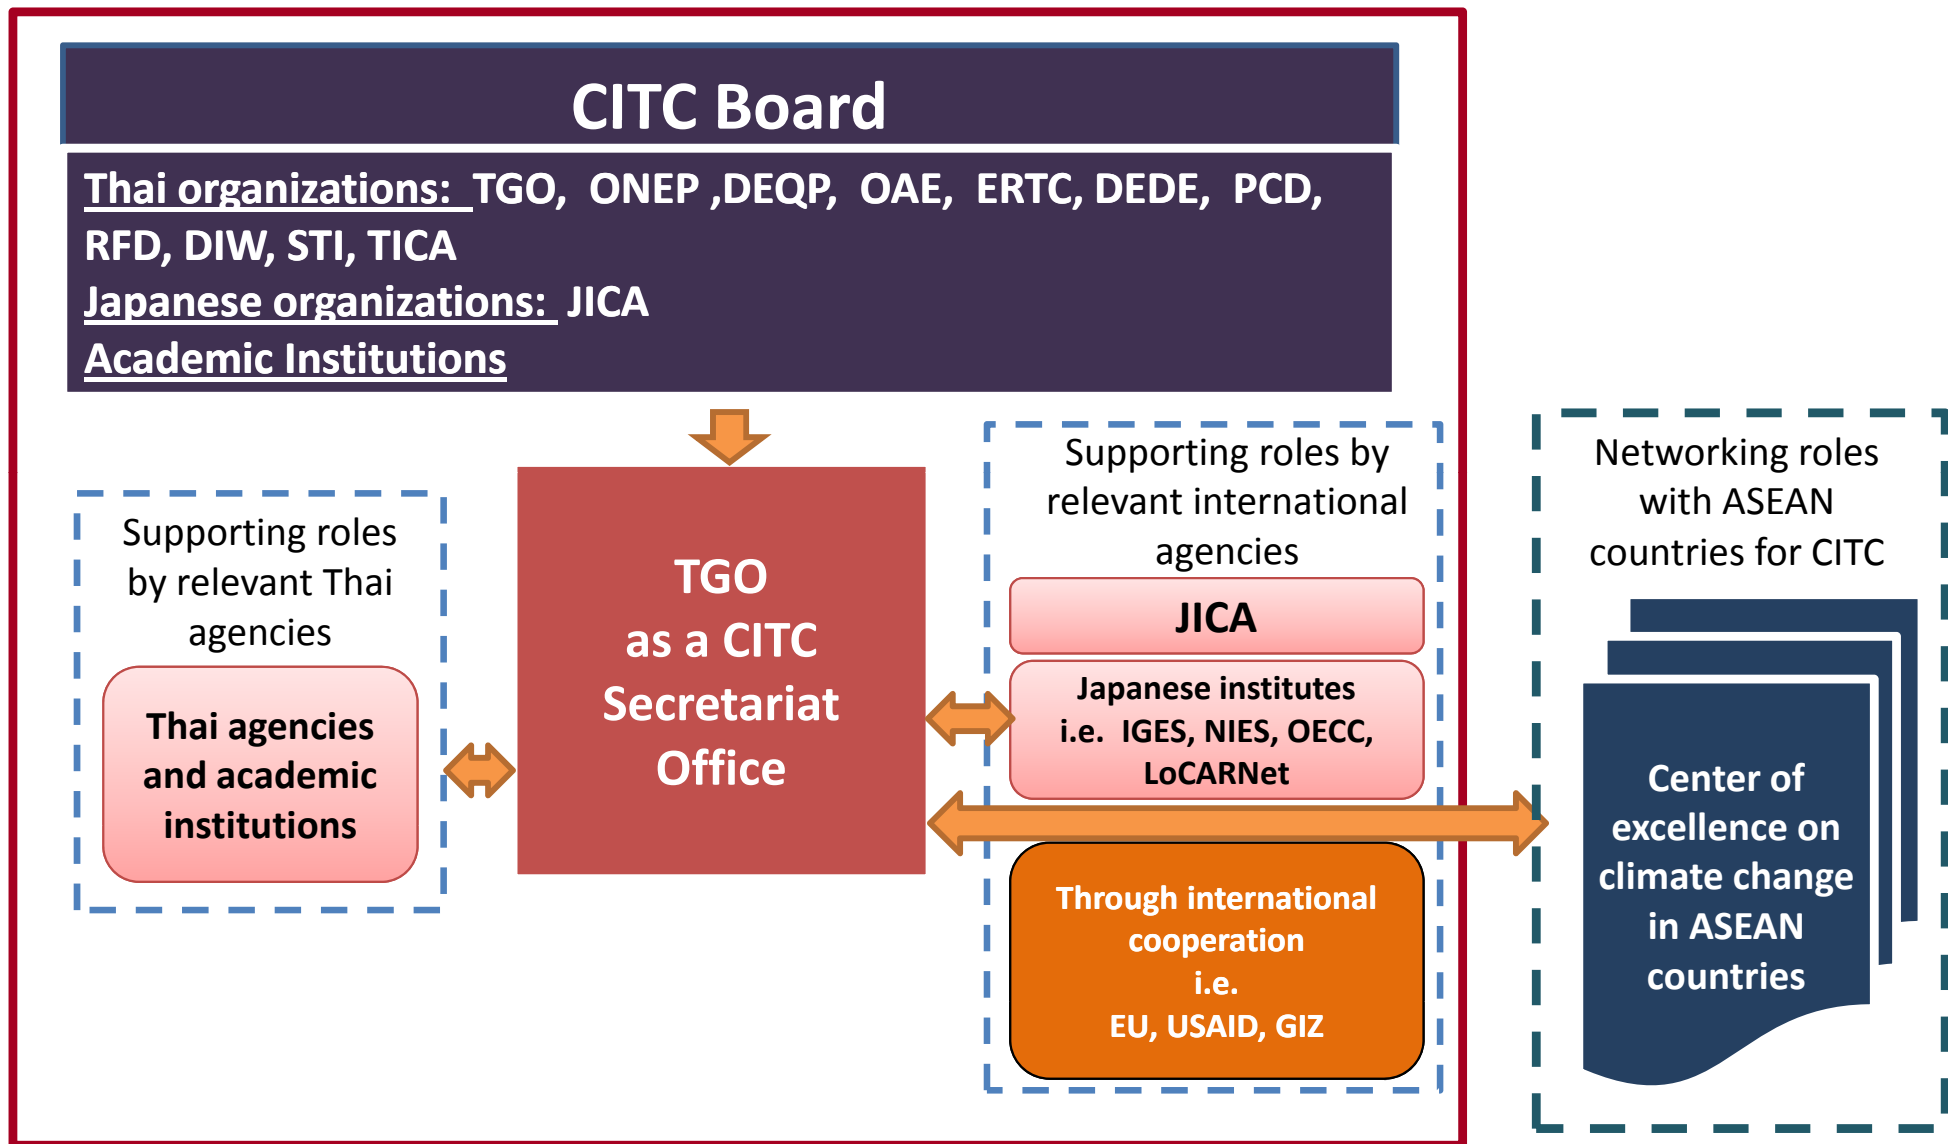 CITC Board
Thai organizations:  TGO,  ONEP ,DEQP,  OAE,  ERTC, DEDE,  PCD,
RFD, DIW, STI, TICA
Japanese organizations:  JICA
Academic Institutions
Supporting roles
by relevant Thai
agencies
Thai agencies
and academic
institutions
TGO
as a CITC
Secretariat
Office
Supporting roles by
relevant international
agencies
JICA
Japanese institutes
i.e.  IGES, NIES, OECC,
LoCARNet
Through international
cooperation
i.e.
EU, USAID, GIZ
Networking roles
with ASEAN
countries for CITC
Center of
excellence on
climate change
in ASEAN
countries